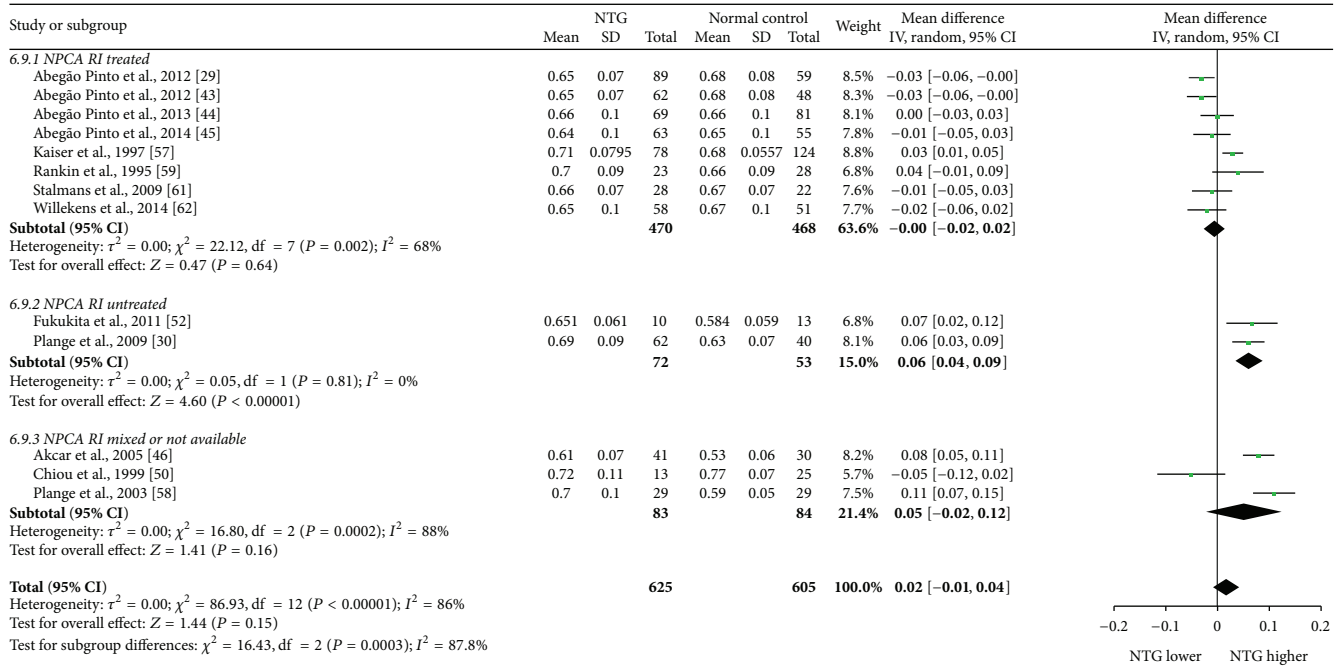 Study or subgroup NTG Normal control Weight Mean difference Mean difference
Mean SD Total Mean SD Total IV, random, 95% CI IV, random, 95% CI
6.9.1 NPCA RI treated
Abegão Pinto et al., 2012 [29] 0.65 0.07 89 0.68 0.08 59 8.5% −0.03 [−0.06, −0.00]
Abegão Pinto et al., 2012 [43] 0.65 0.07 62 0.68 0.08 48 8.3% −0.03 [−0.06, −0.00]
Abegão Pinto et al., 2013 [44] 0.66 0.1 69 0.66 0.1 81 8.1% 0.00 [−0.03, 0.03]
Abegão Pinto et al., 2014 [45] 0.64 0.1 63 0.65 0.1 55 7.8% −0.01 [−0.05, 0.03]
Kaiser et al., 1997 [57] 0.71 0.0795 78 0.68 0.0557 124 8.8% 0.03 [0.01, 0.05]
Rankin et al., 1995 [59] 0.7 0.09 23 0.66 0.09 28 6.8% 0.04 [−0.01, 0.09]
Stalmans et al., 2009 [61] 0.66 0.07 28 0.67 0.07 22 7.6% −0.01 [−0.05, 0.03]
Willekens et al., 2014 [62] 0.65 0.1 58 0.67 0.1 51 7.7% −0.02 [−0.06, 0.02]
Subtotal (95% CI) 470 468 63.6% −0.00 [−0.02, 0.02]
Heterogeneity: τ² = 0.00; χ² = 22.12, df = 7 (P = 0.002); I² = 68%
Test for overall effect: Z = 0.47 (P = 0.64)
6.9.2 NPCA RI untreated
Fukukita et al., 2011 [52] 0.651 0.061 10 0.584 0.059 13 6.8% 0.07 [0.02, 0.12]
Plange et al., 2009 [30] 0.69 0.09 62 0.63 0.07 40 8.1% 0.06 [0.03, 0.09]
Subtotal (95% CI) 72 53 15.0% 0.06 [0.04, 0.09]
Heterogeneity: τ² = 0.00; χ² = 0.05, df = 1 (P = 0.81); I² = 0%
Test for overall effect: Z = 4.60 (P < 0.00001)
6.9.3 NPCA RI mixed or not available
Akcar et al., 2005 [46] 0.61 0.07 41 0.53 0.06 30 8.2% 0.08 [0.05, 0.11]
Chiou et al., 1999 [50] 0.72 0.11 13 0.77 0.07 25 5.7% −0.05 [−0.12, 0.02]
Plange et al., 2003 [58] 0.7 0.1 29 0.59 0.05 29 7.5% 0.11 [0.07, 0.15]
Subtotal (95% CI) 83 84 21.4% 0.05 [−0.02, 0.12]
Heterogeneity: τ² = 0.00; χ² = 16.80, df = 2 (P = 0.0002); I² = 88%
Test for overall effect: Z = 1.41 (P = 0.16)
Total (95% CI) 625 605 100.0% 0.02 [−0.01, 0.04]
Heterogeneity: τ² = 0.00; χ² = 86.93, df = 12 (P < 0.00001); I² = 86%
Test for overall effect: Z = 1.44 (P = 0.15)
Test for subgroup differences: χ² = 16.43, df = 2 (P = 0.0003); I² = 87.8%
−0.2 −0.1 0 0.1 0.2
NTG lower NTG higher